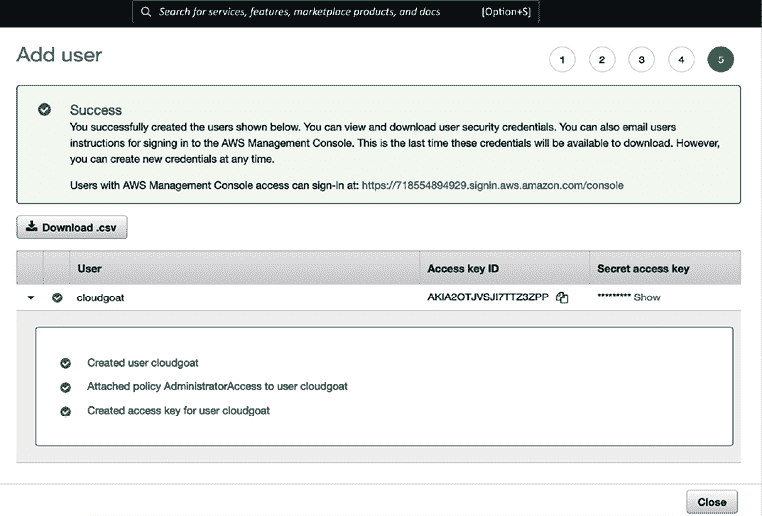 Search for services, features, marketplace products, and docs [Option+S]
Add user
1 2 3 4 5
Success
You successfully created the users shown below. You can view and download user security credentials. You can also email users
instructions for signing in to the AWS Management Console. This is the last time these credentials will be available to download. However,
you can create new credentials at any time.
Users with AWS Management Console access can sign-in at: https://718554894929.signin.aws.amazon.com/console
Download .csv
User Access key ID Secret access key
cloudgoat AKIA2OTJVSJI7TTZ3ZPP ********* Show
Created user cloudgoat
Attached policy AdministratorAccess to user cloudgoat
Created access key for user cloudgoat
Close